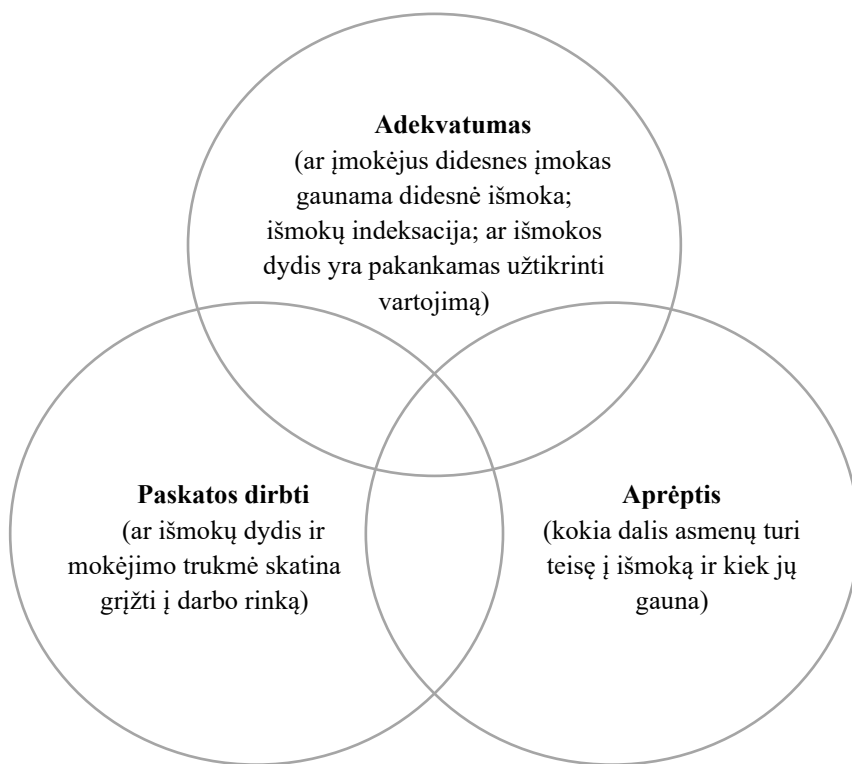 Adekvatumas
(ar įmokėjus didesnes įmokas
gaunama didesnė išmoka;
išmokų indeksacija; ar išmokos
dydis yra pakankamas užtikrinti
vartojimą)
Paskatos dirbti
(ar išmokų dydis ir
mokėjimo trukmė skatina
grįžti į darbo rinką)
Aprėptis
(kokia dalis asmenų turi
teisę į išmoką ir kiek jų
gauna)